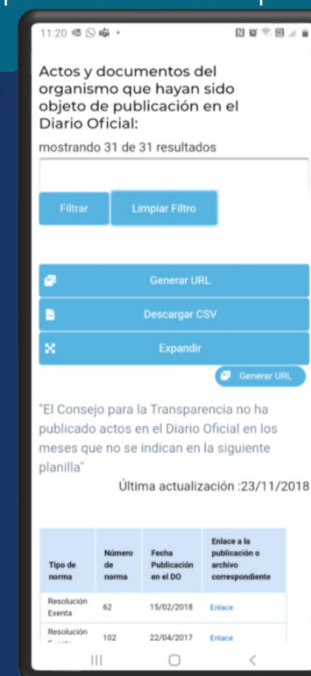 11:20
Actos y documentos del
organismo que hayan sido
objeto de publicación en el
Diario Oficial:
mostrando 31 de 31 resultados
Filtrar Limpiar Filtro
Generar URL
Descargar CSV
Expandir
Generar URL
"El Consejo para la Transparencia no ha
publicado actos en el Diario Oficial en los
meses que no se indican en la siguiente
planilla"
Última actualización :23/11/2018
Tipo de norma Número de norma Fecha Publicación en el DO Enlace a la publicación o archivo correspondiente
Resolución Exenta 62 15/02/2018 Enlace
Resolución 102 22/04/2017 Enlace